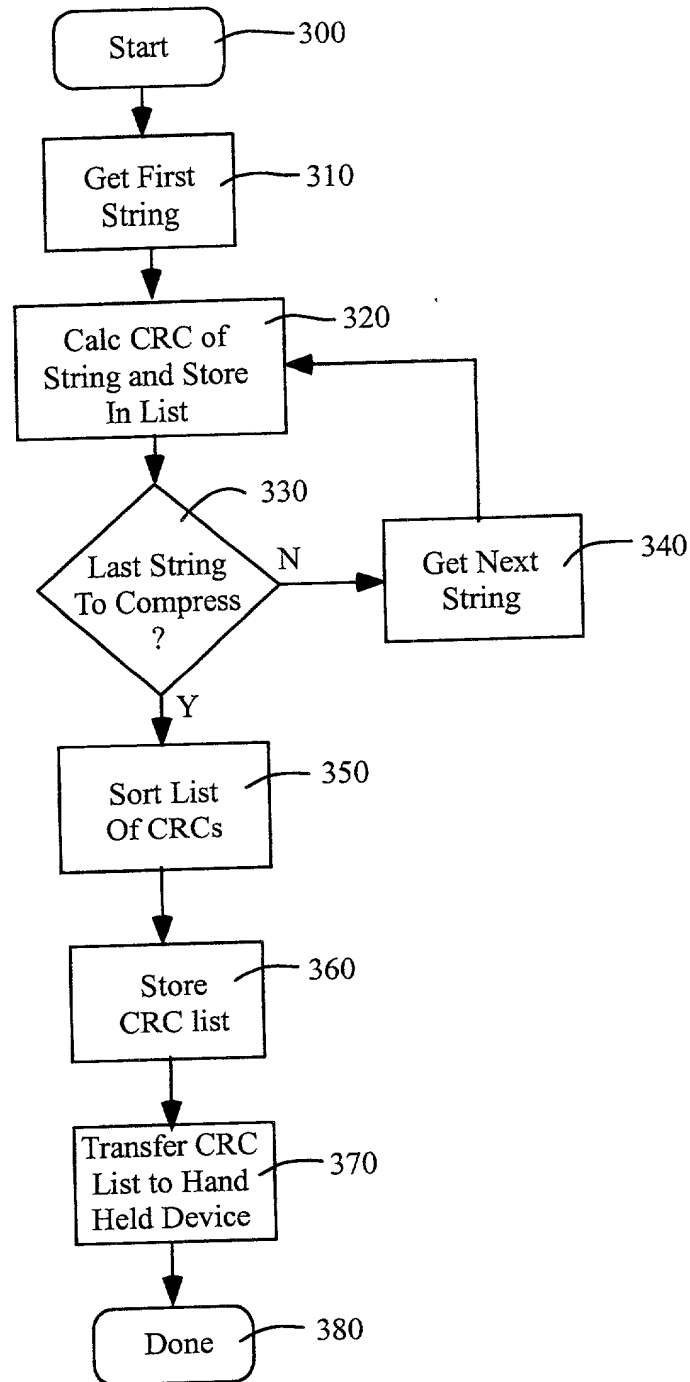 Start
300
Get First
String
310
Calc CRC of
String and Store
In List
320
Last String
To Compress
?
330
N
Get Next
String
340
Y
Sort List
Of CRCs
350
Store
CRC list
360
Transfer CRC
List to Hand
Held Device
370
Done
380